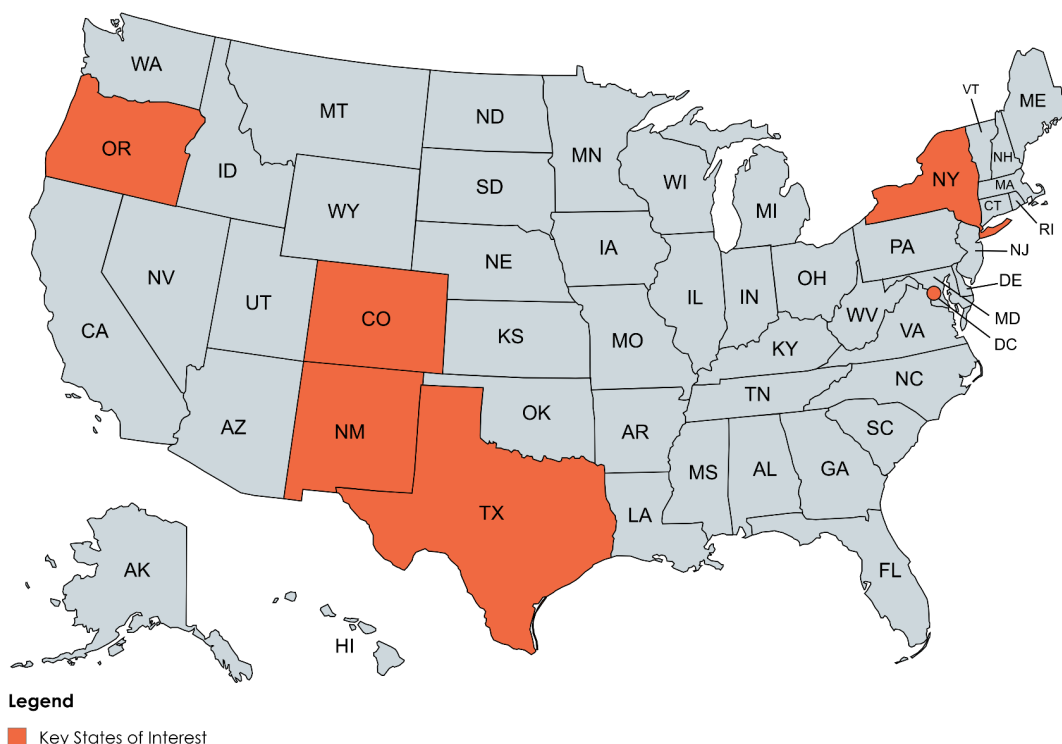 WA
OR
CA
NV
ID
MT
WY
UT
CO
AZ
NM
ND
SD
NE
KS
OK
TX
MN
IA
MO
AR
LA
WI
IL
MI
IN
OH
KY
TN
MS
AL
GA
FL
SC
NC
VA
WV
PA
NY
VT
NH
ME
MA
CT
RI
NJ
DE
MD
DC
AK
HI
Legend
Key States of Interest